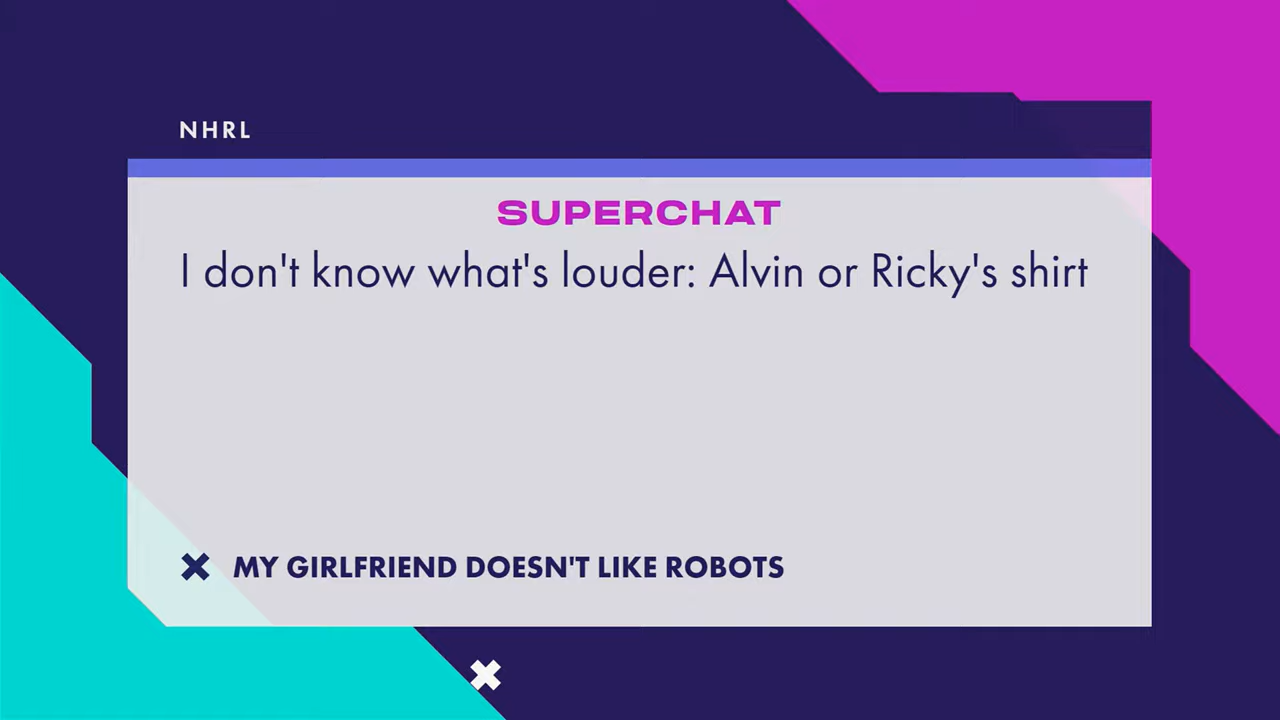 NHRL
SUPERCHAT
I don't know what's louder: Alvin or Ricky's shirt
MY GIRLFRIEND DOESN'T LIKE ROBOTS